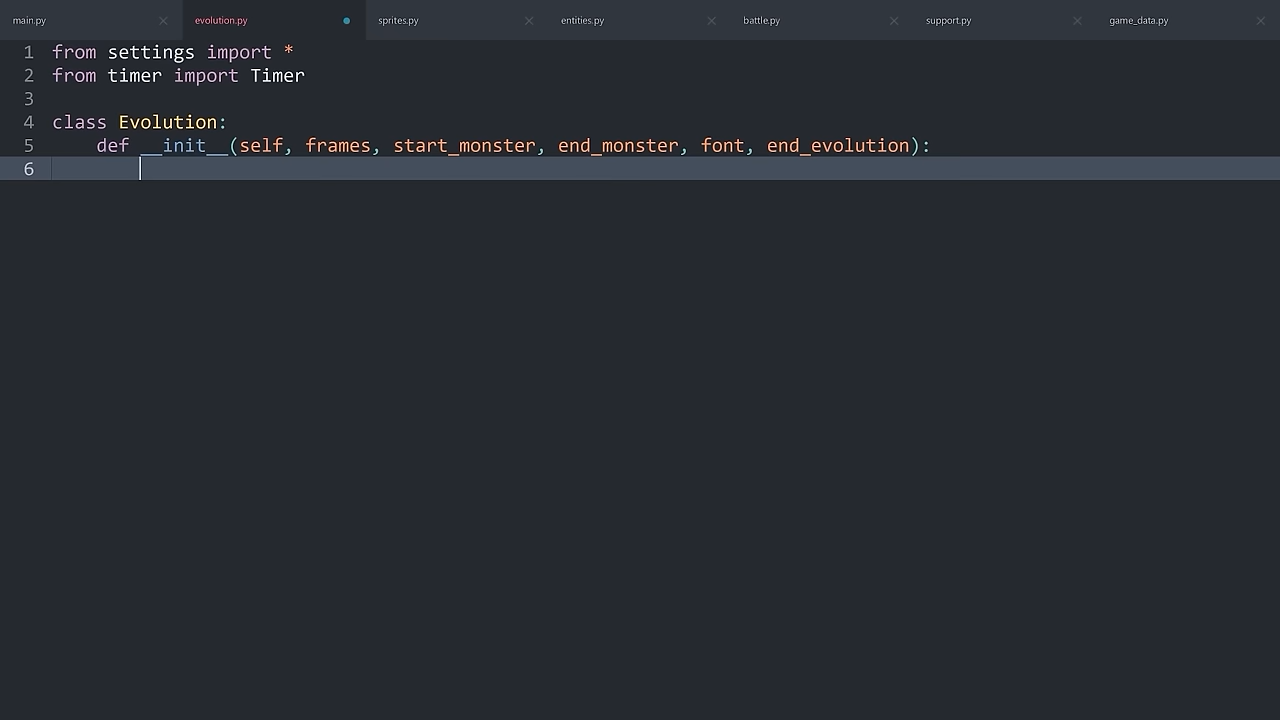 main.py
evolution.py
sprites.py
entities.py
battle.py
support.py
game_data.py
1 from settings import *
2 from timer import Timer
3
4 class Evolution:
5 def __init__(self, frames, start_monster, end_monster, font, end_evolution):
6